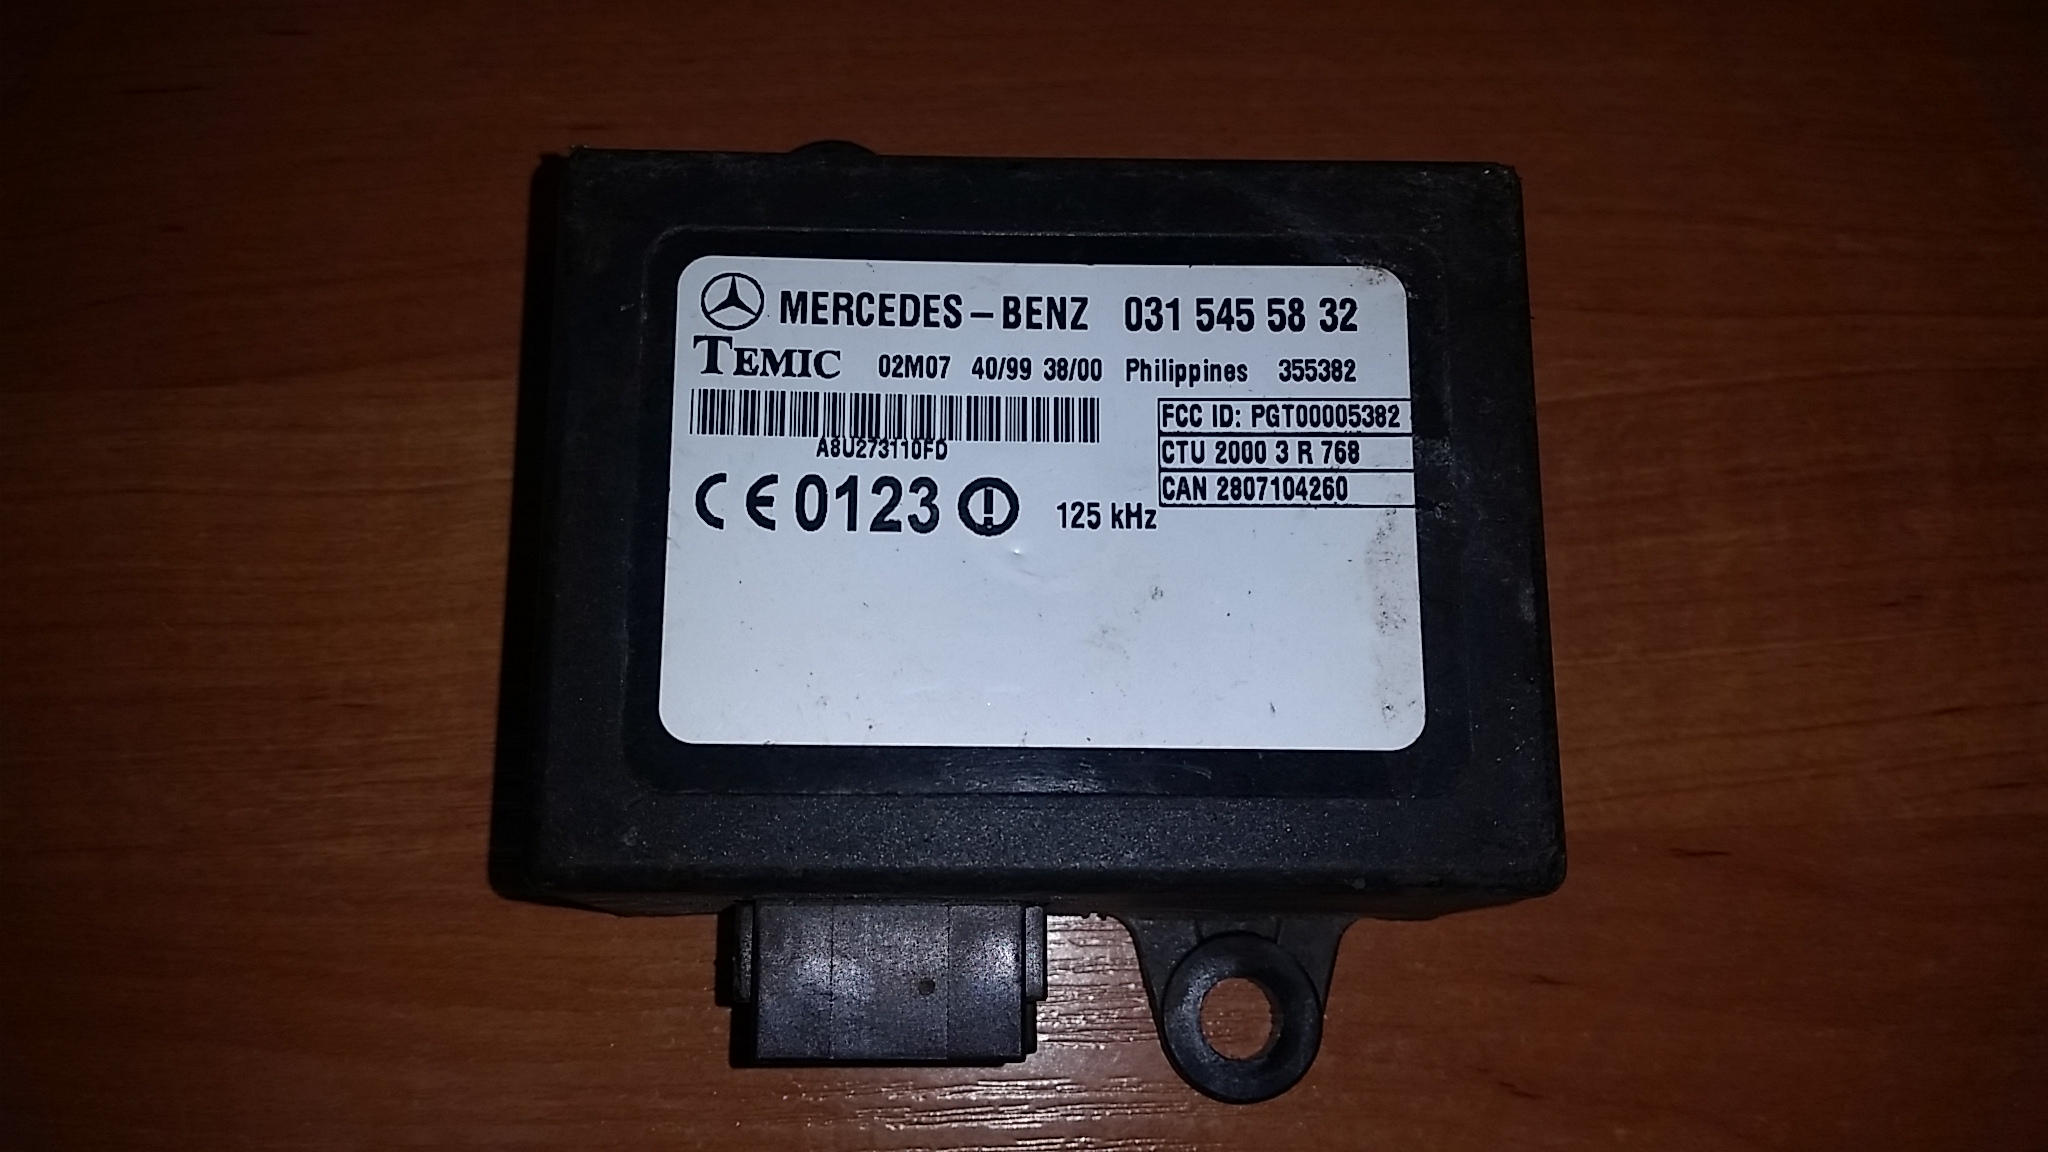 MERCEDES-BENZ 031 545 58 32
TEMIC 02M07 40/99 38/00 Philippines 355382
A8U273110FD
FCC ID: PGT00005382
CTU 2000 3 R 768
CAN 2807104260
CE 0123 125 kHz